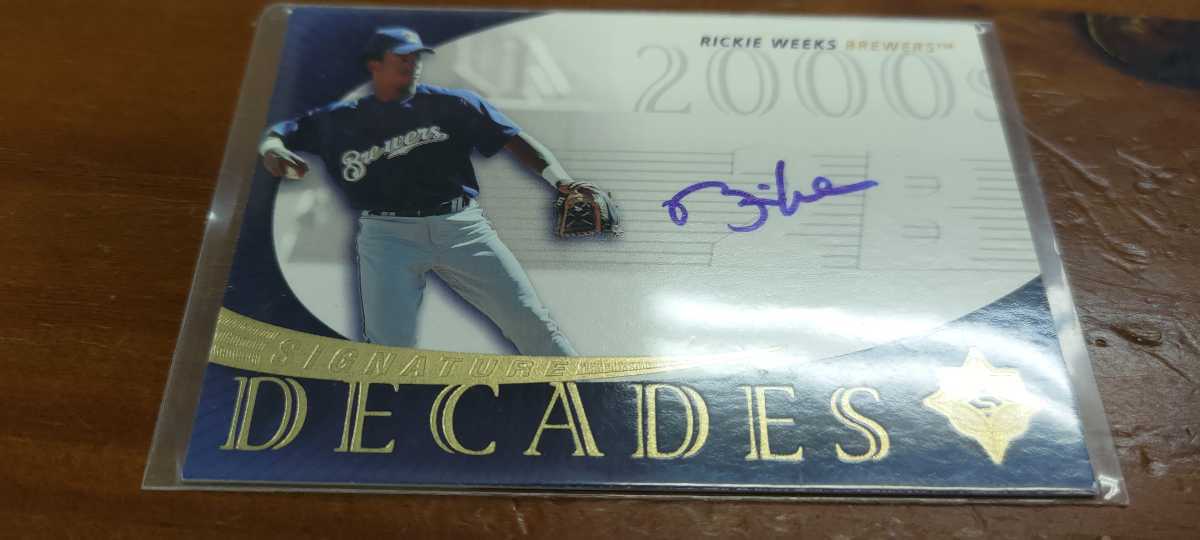 RICKIE WEEKS BREWERS™
2000s
Brewers
SIGNATURE
DECADES